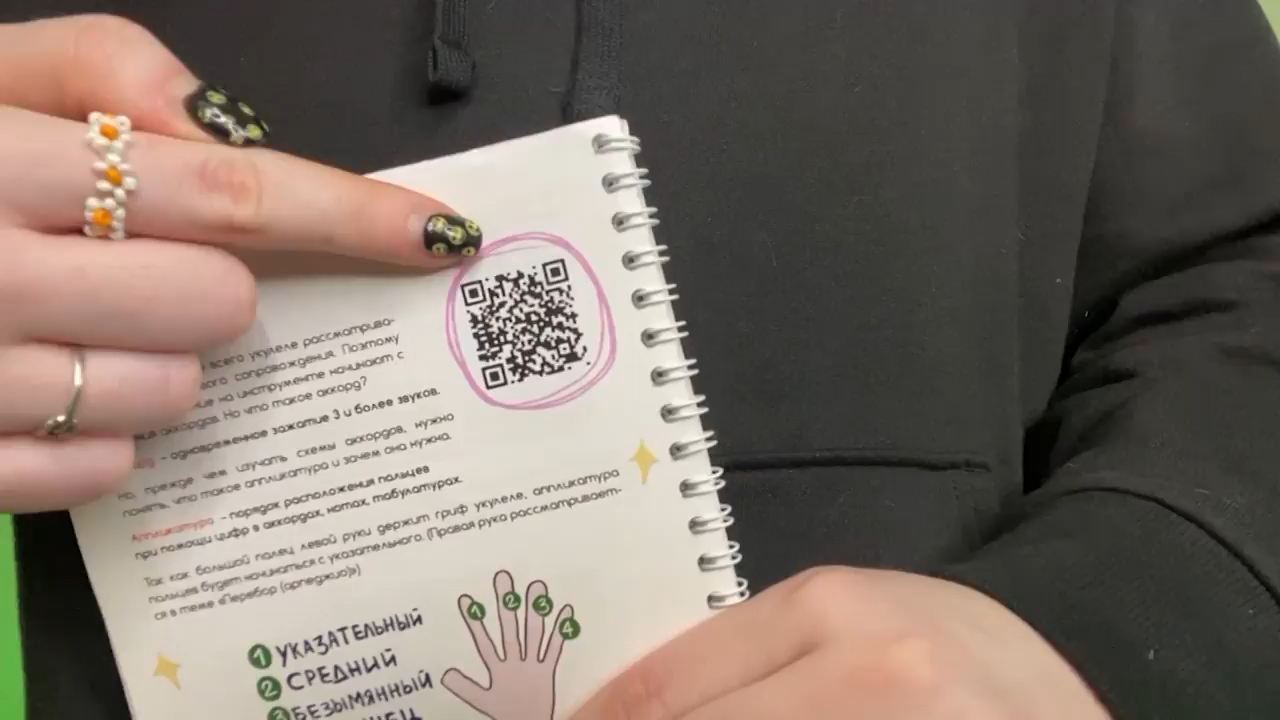 всего укулеле рассматрива-
сопровождения. Поэтому
на инструменте начинают с
аккордов. Но что такое аккорд?
– одновременное зажатие 3 и более звуков.
Но, прежде чем изучать схемы аккордов, нужно
понять, что такое аппликатура и зачем она нужна.
Аппликатура – порядок расположения пальцев
при помощи цифр в аккордах, нотах, табулатурах.
Так как большой палец левой руки держит гриф укулеле, аппликатура
пальцев будет начинаться с указательного. (Правая рука рассматривает-
ся в теме «Перебор (арпеджио)»)
1 УКАЗАТЕЛЬНЫЙ
2 СРЕДНИЙ
3 БЕЗЫМЯННЫЙ
1 2 3 4